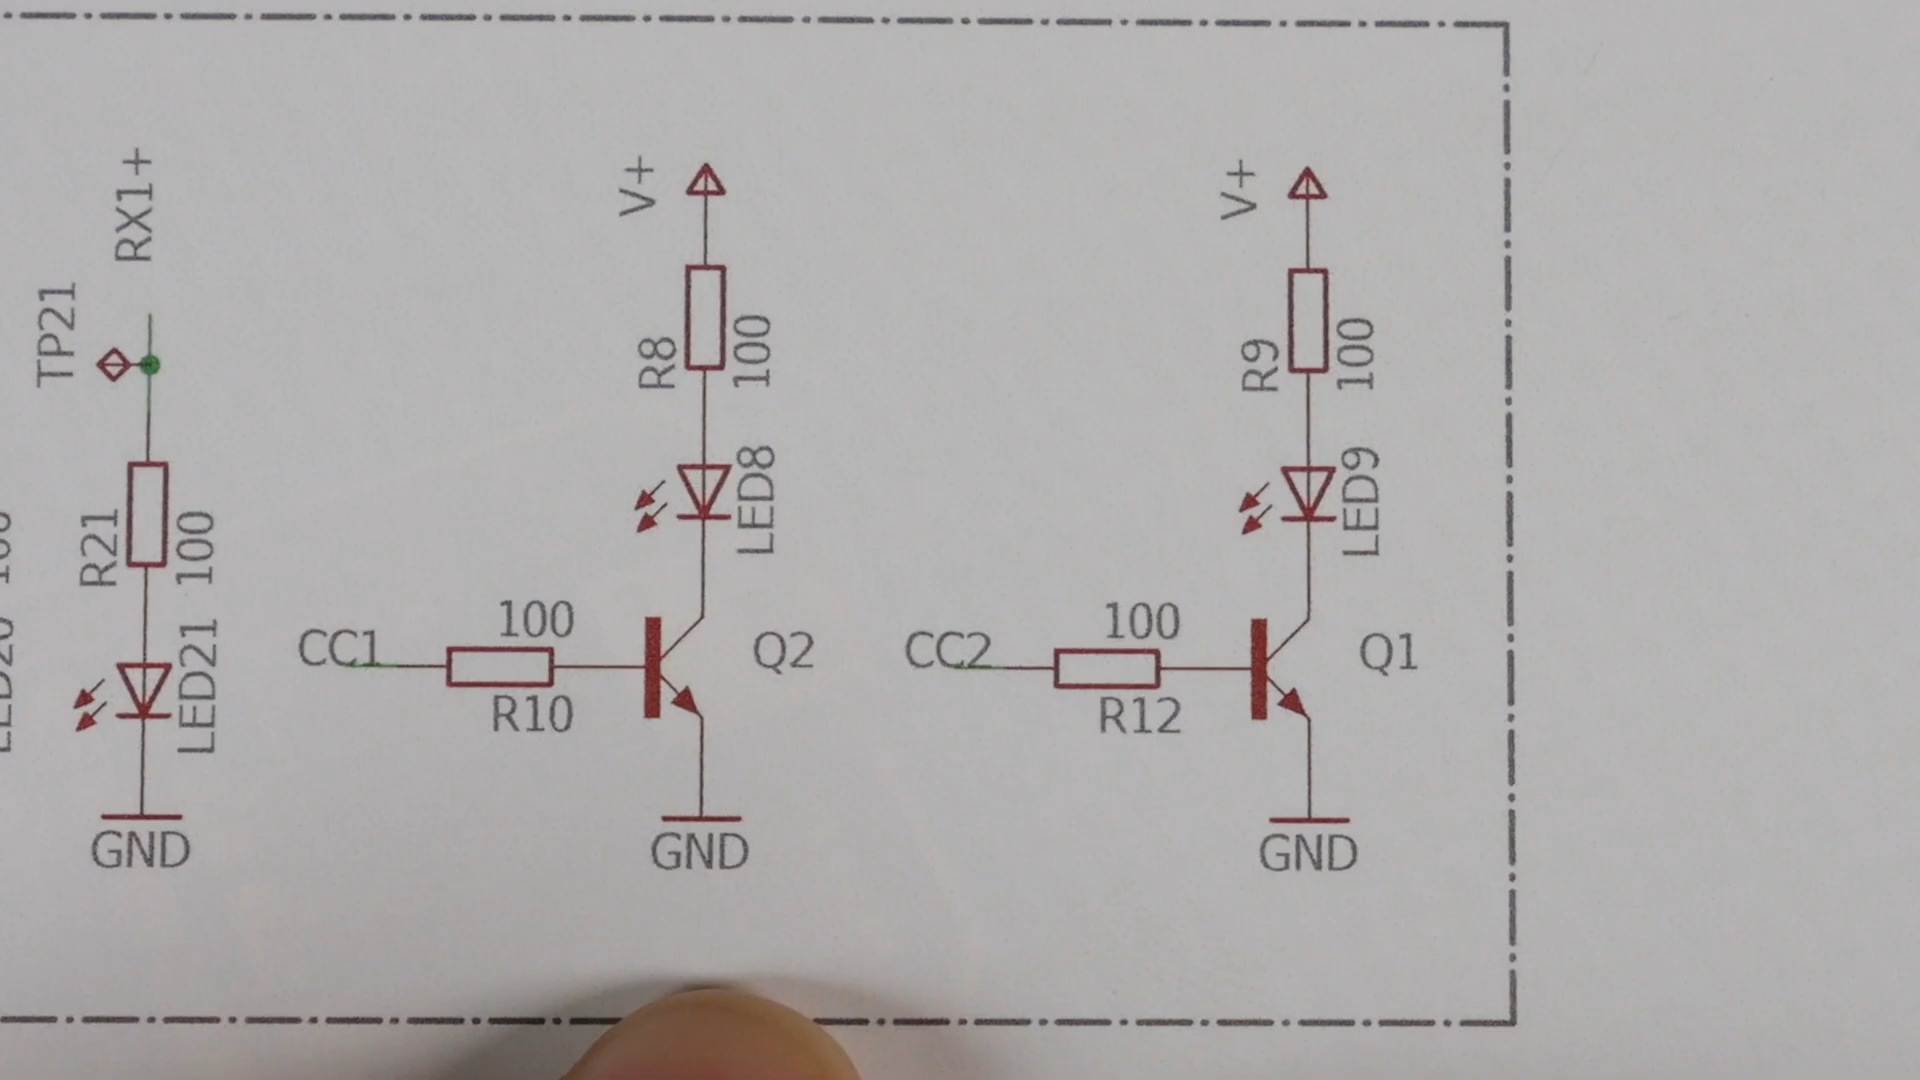 RX1+
TP21
R21
100
LED21
GND
V+
R8
100
LED8
CC1
100
R10
Q2
GND
V+
R9
100
LED9
CC2
100
R12
Q1
GND